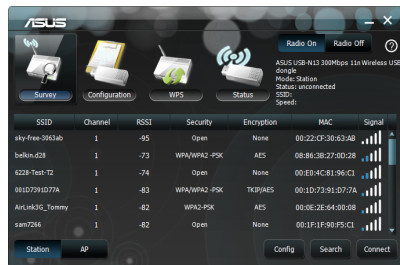 ASUS
Radio On Radio Off
ASUS USB-N13 300Mbps 11n Wireless USB
dongle
Mode: Station
Status: unconnected
SSID:
Speed:
Survey Configuration WPS Status
SSID Channel RSSI Security Encryption MAC Signal
sky-free-3063ab 1 -95 Open None 00:22:CF:30:63:AB
belkin.d28 1 -73 WPA/WPA2 -PSK AES 08:86:3B:27:0D:28
6228-Test-T2 1 -74 Open None 00:E0:4C:B1:96:C1
001D7391D77A 1 -83 WPA/WPA2 -PSK TKIP/AES 00:1D:73:91:D7:7A
AirLink3G_Tommy 1 -82 WPA2-PSK AES 00:0E:2E:64:00:08
sam7266 1 -82 Open None 00:1F:1F:90:F5:C1
Station AP Config Search Connect